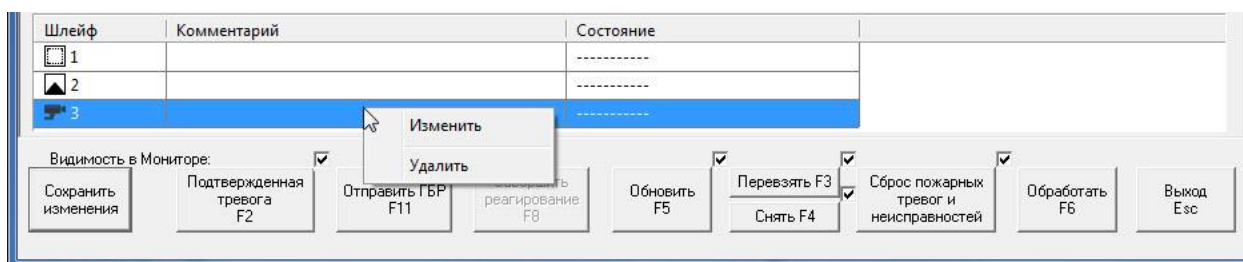 Шлейф Комментарий Состояние
1 -----------
2 -----------
3 -----------
Изменить
Удалить
Видимость в Мониторе:
Сохранить
изменения
Подтвержденная
тревога
F2
Отправить ГБР
F11
реагирование
F8
Обновить
F5
Перевзять F3
Снять F4
Сброс пожарных
тревог и
неисправностей
Обработать
F6
Выход
Esc